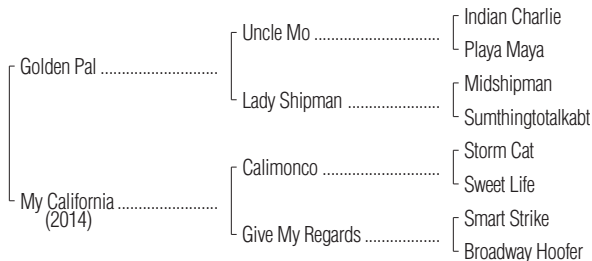 Indian Charlie
Uncle Mo ........................
Playa Maya
Golden Pal ......................
Midshipman
Lady Shipman .................
Sumthingtotalkabt
Storm Cat
Calimonco ......................
Sweet Life
My California ...................
(2014)
Smart Strike
Give My Regards ..............
Broadway Hoofer